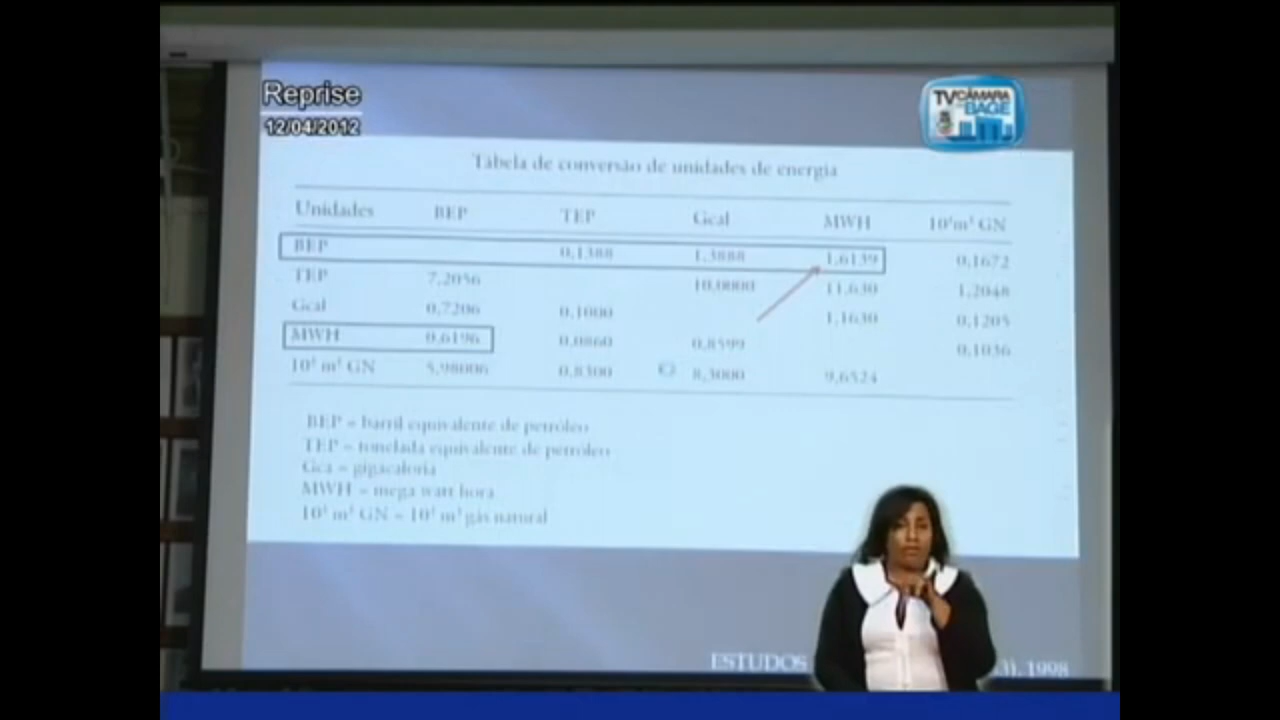 Reprise
12/04/2012
TV CÂMARA
BAGÉ
Tabela de conversão de unidades de energia
Unidades BEP TEP Gcal MWH 10³m³ GN
BEP 0,1388 1,3888 1,6139 0,1672
TEP 7,2056 10,0000 11,630 1,2048
Gcal 0,7206 0,1000 1,1630 0,1205
MWH 0,6196 0,0860 0,8599 0,1036
10³ m³ GN 5,98006 0,8300 8,3000 9,6524
BEP = barril equivalente de petróleo
TEP = tonelada equivalente de petróleo
Gca = gigacaloria
MWH = mega watt hora
10³ m³ GN = 10³ m³ gás natural
ESTUDOS 3), 1998